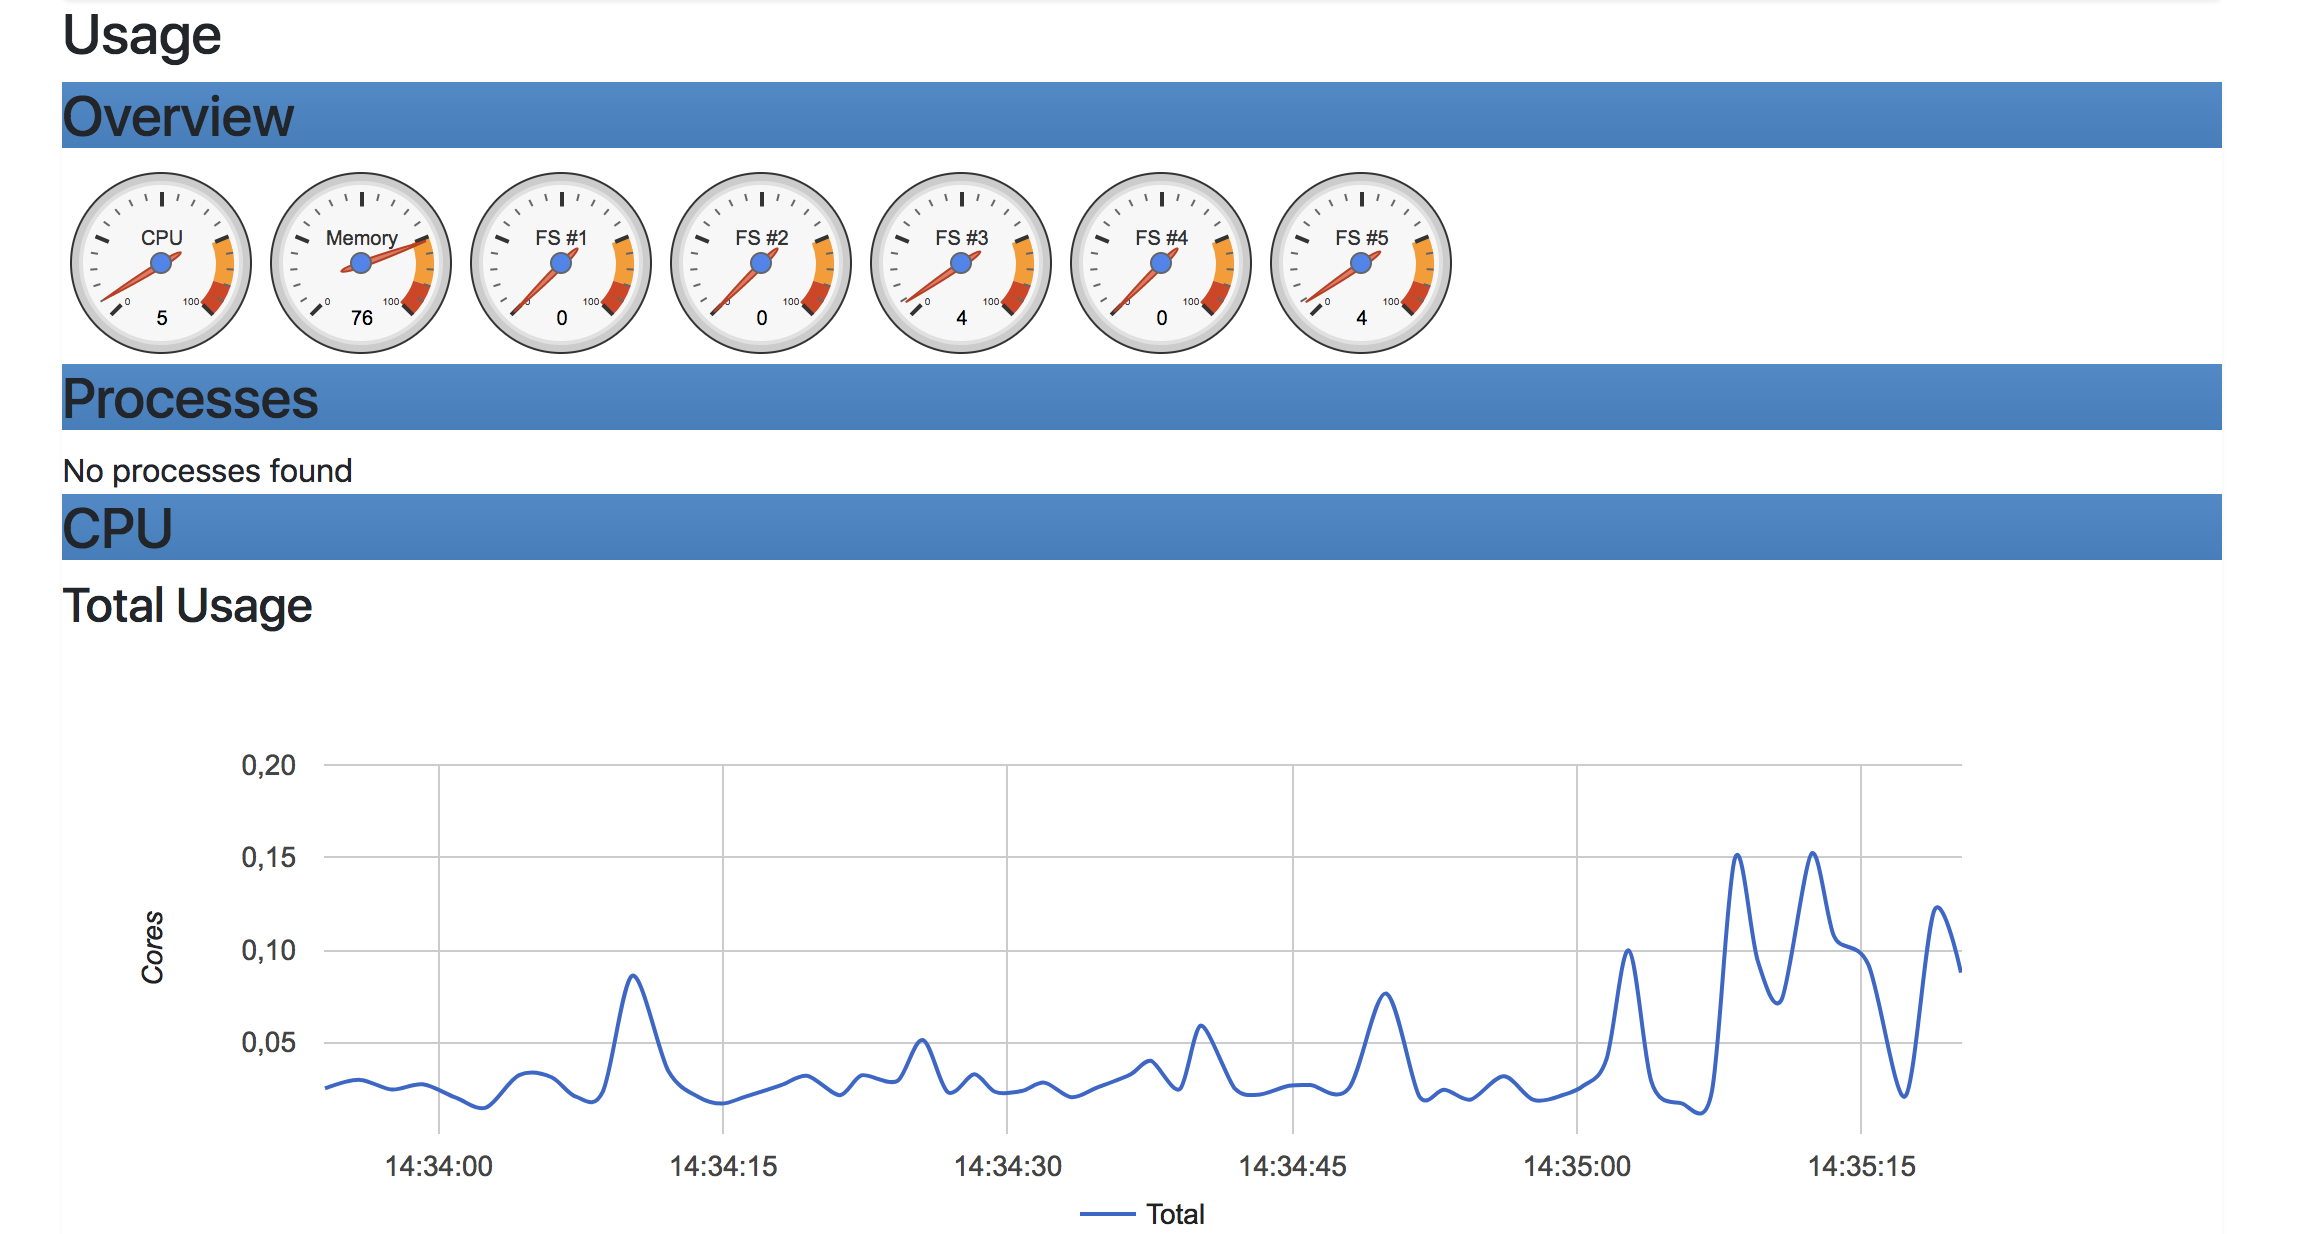 Usage
Overview
CPU Memory FS #1 FS #2 FS #3 FS #4 FS #5
0 100 0 100 0 100 0 100 0 100 0 100 0 100
5 76 0 0 4 0 4
Processes
No processes found
CPU
Total Usage
0,20
0,15
0,10
0,05
Cores
14:34:00 14:34:15 14:34:30 14:34:45 14:35:00 14:35:15
Total